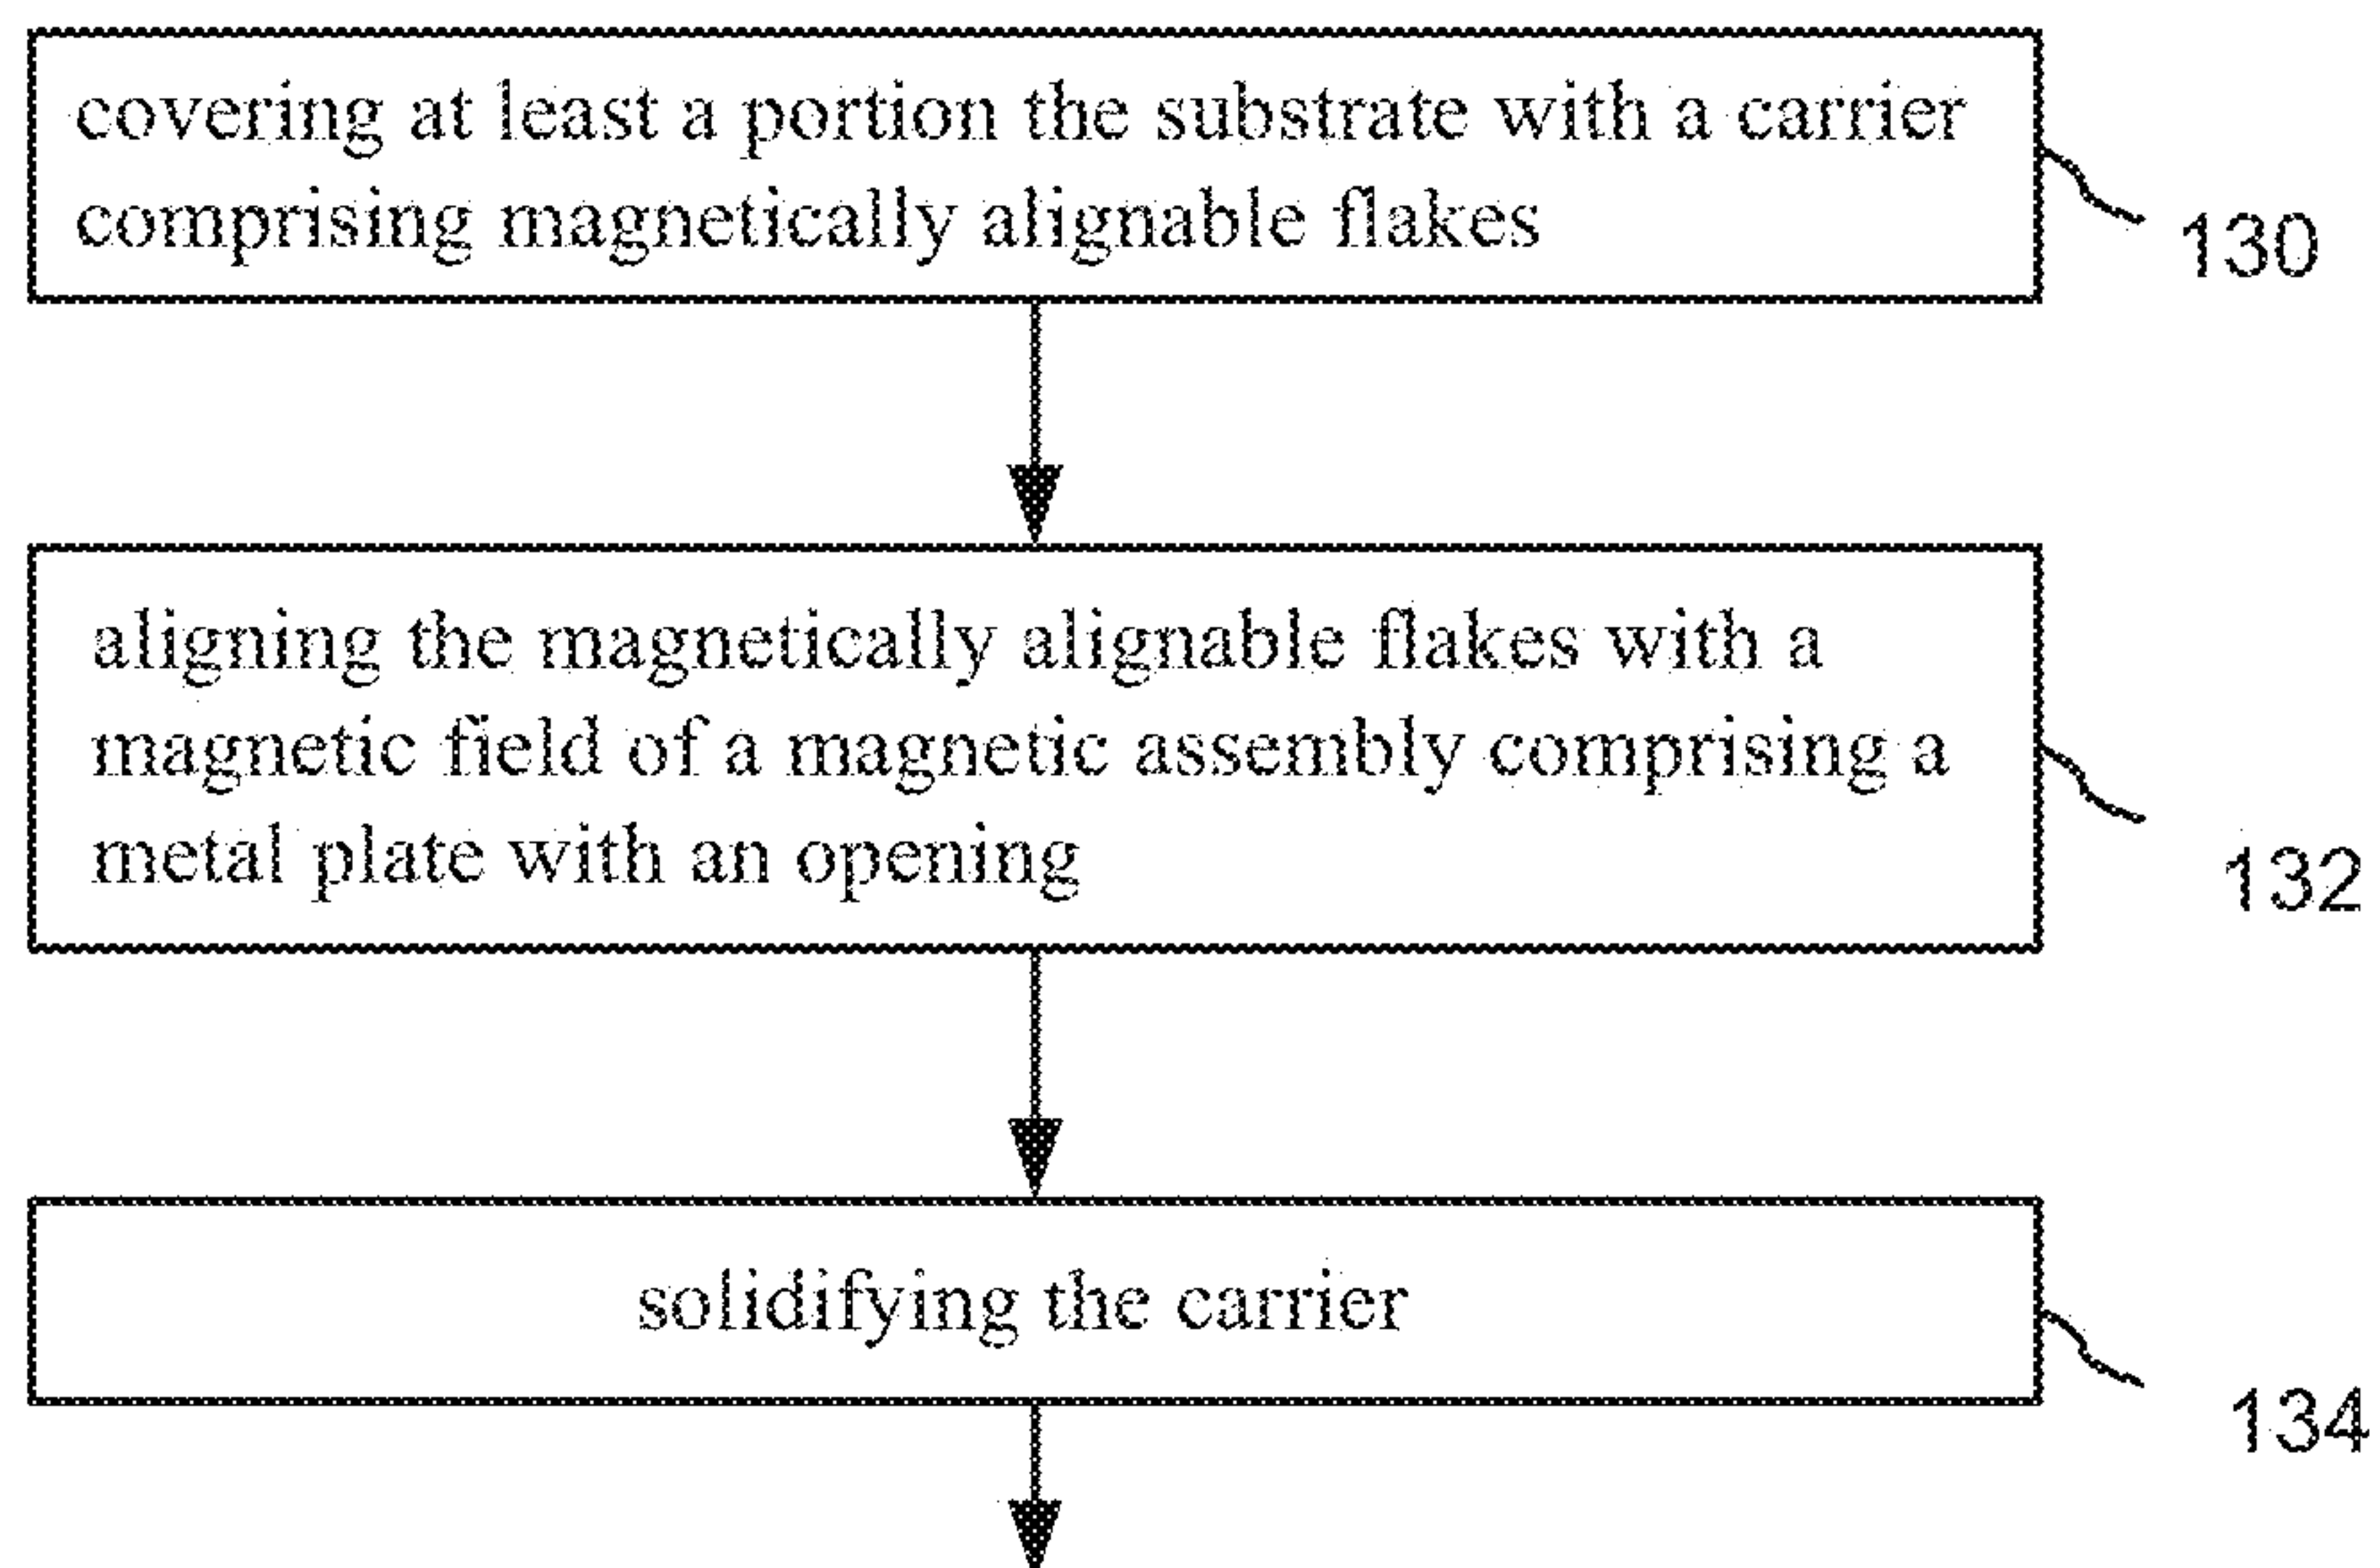 covering at least a portion the substrate with a carrier
comprising magnetically alignable flakes
130
aligning the magnetically alignable flakes with a
magnetic field of a magnetic assembly comprising a
metal plate with an opening
132
solidifying the carrier
134